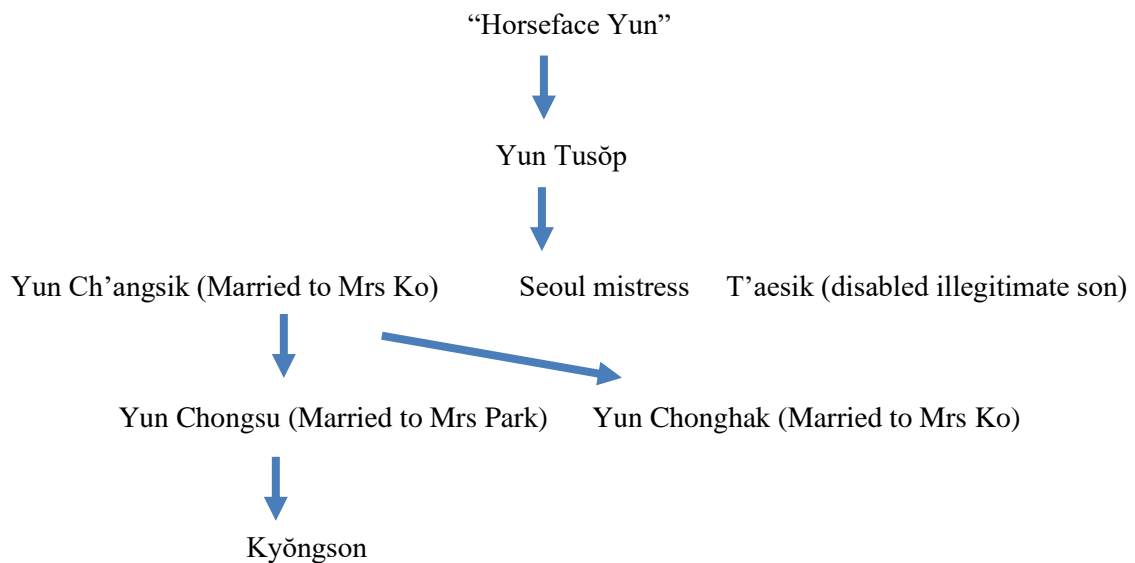 “Horseface Yun”
Yun Tusŏp
Yun Ch’angsik (Married to Mrs Ko) Seoul mistress T’aesik (disabled illegitimate son)
Yun Chongsu (Married to Mrs Park) Yun Chonghak (Married to Mrs Ko)
Kyŏngson